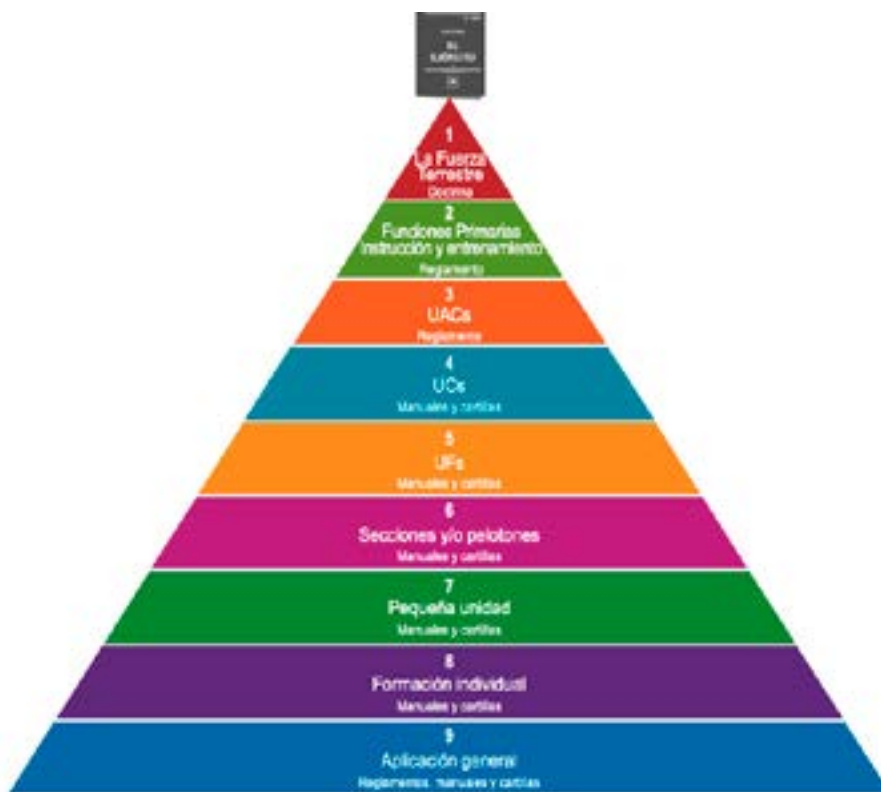 EL
EJÉRCITO
1
La Fuerza
Terrestre
Doctrina
2
Funciones Primarias
Instrucción y entrenamiento
Reglamento
3
UACs
Reglamento
4
UCs
Manuales y cartillas
5
UFs
Manuales y cartillas
6
Secciones y/o pelotones
Manuales y cartillas
7
Pequeña unidad
Manuales y cartillas
8
Formación individual
Manuales y cartillas
9
Aplicación general
Reglamentos, manuales y cartillas